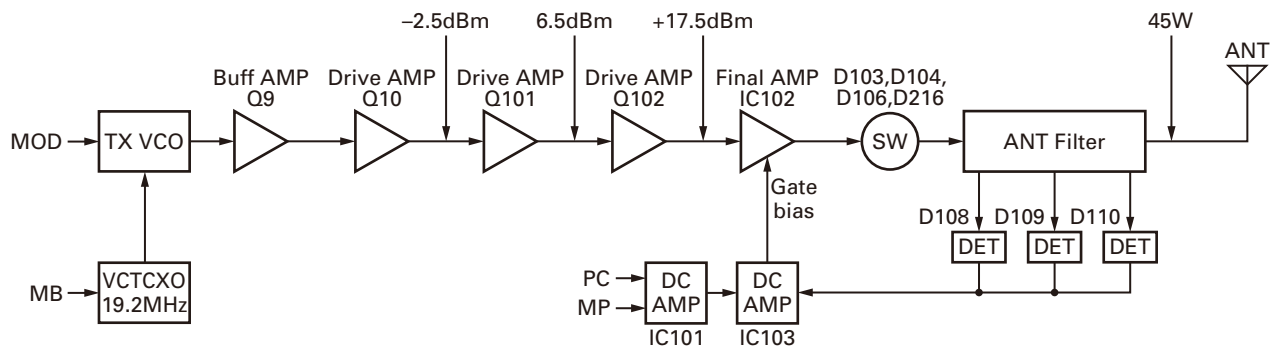 –2.5dBm
6.5dBm
+17.5dBm
45W
ANT
Buff AMP
Q9
Drive AMP
Q10
Drive AMP
Q101
Drive AMP
Q102
Final AMP
IC102
D103,D104,
D106,D216
MOD
TX VCO
SW
ANT Filter
Gate
bias
D108
D109
D110
DET
DET
DET
MB
VCTCXO
19.2MHz
PC
MP
DC
AMP
IC101
DC
AMP
IC103